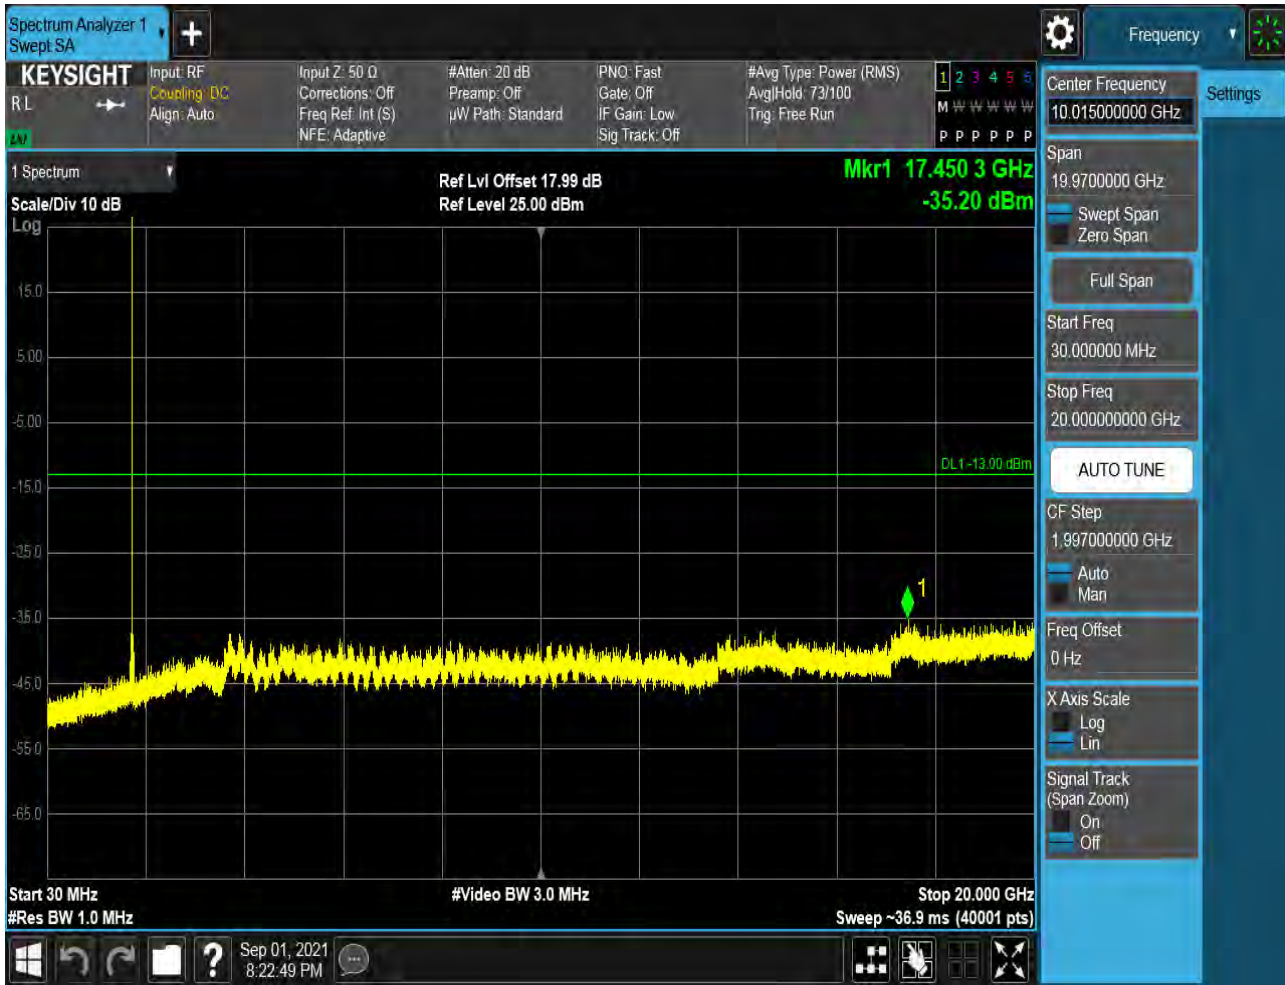 Spectrum Analyzer 1
Swept SA
Frequency
KEYSIGHT
R L
Input: RF
Coupling: DC
Align: Auto
Input Z: 50 Ω
Corrections: Off
Freq Ref: Int (S)
NFE: Adaptive
#Atten: 20 dB
Preamp: Off
µW Path: Standard
PNO: Fast
Gate: Off
IF Gain: Low
Sig Track: Off
#Avg Type: Power (RMS)
Avg|Hold: 73/100
Trig: Free Run
1 2 3 4 5 6
M W W W W W
P P P P P P
1 Spectrum
Scale/Div 10 dB
Log
Ref Lvl Offset 17.99 dB
Ref Level 25.00 dBm
Mkr1 17.450 3 GHz
-35.20 dBm
15.0
5.00
-5.00
-15.0
-25.0
-35.0
-45.0
-55.0
-65.0
DL1 -13.00 dBm
1
Start 30 MHz
#Res BW 1.0 MHz
#Video BW 3.0 MHz
Stop 20.000 GHz
Sweep ~36.9 ms (40001 pts)
Center Frequency
10.015000000 GHz
Settings
Span
19.9700000 GHz
Swept Span
Zero Span
Full Span
Start Freq
30.000000 MHz
Stop Freq
20.000000000 GHz
AUTO TUNE
CF Step
1.997000000 GHz
Auto
Man
Freq Offset
0 Hz
X Axis Scale
Log
Lin
Signal Track
(Span Zoom)
On
Off
?
Sep 01, 2021
8:22:49 PM